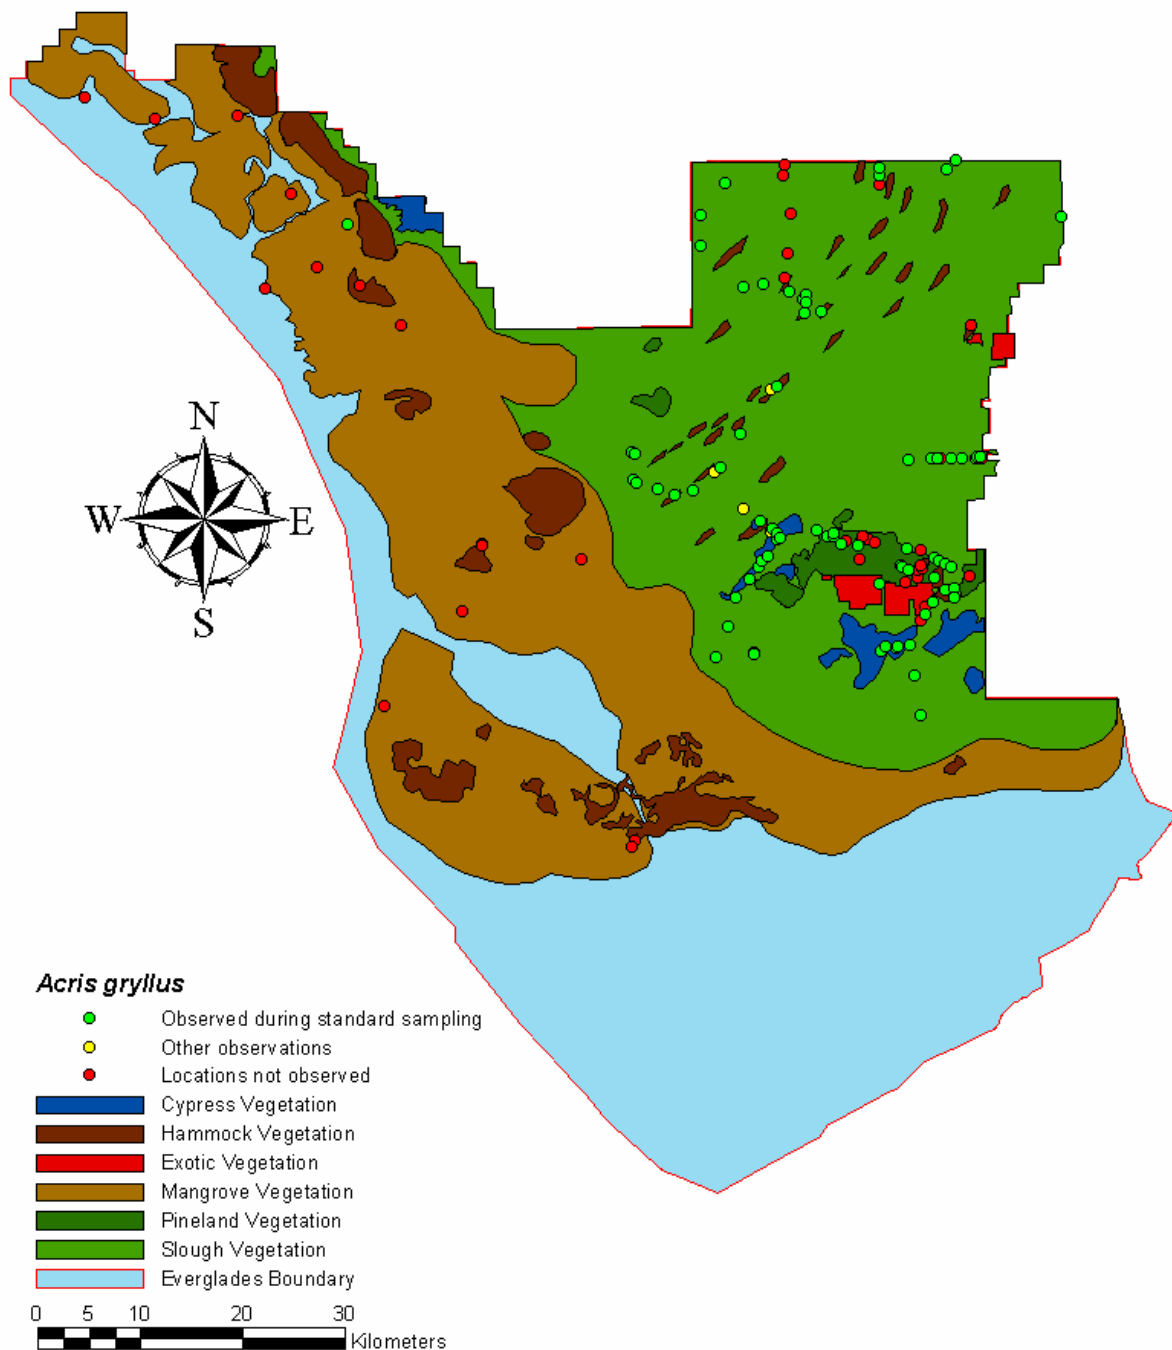 N
W E
S
Acris gryllus
Observed during standard sampling
Other observations
Locations not observed
Cypress Vegetation
Hammock Vegetation
Exotic Vegetation
Mangrove Vegetation
Pineland Vegetation
Slough Vegetation
Everglades Boundary
0 5 10 20 30
Kilometers